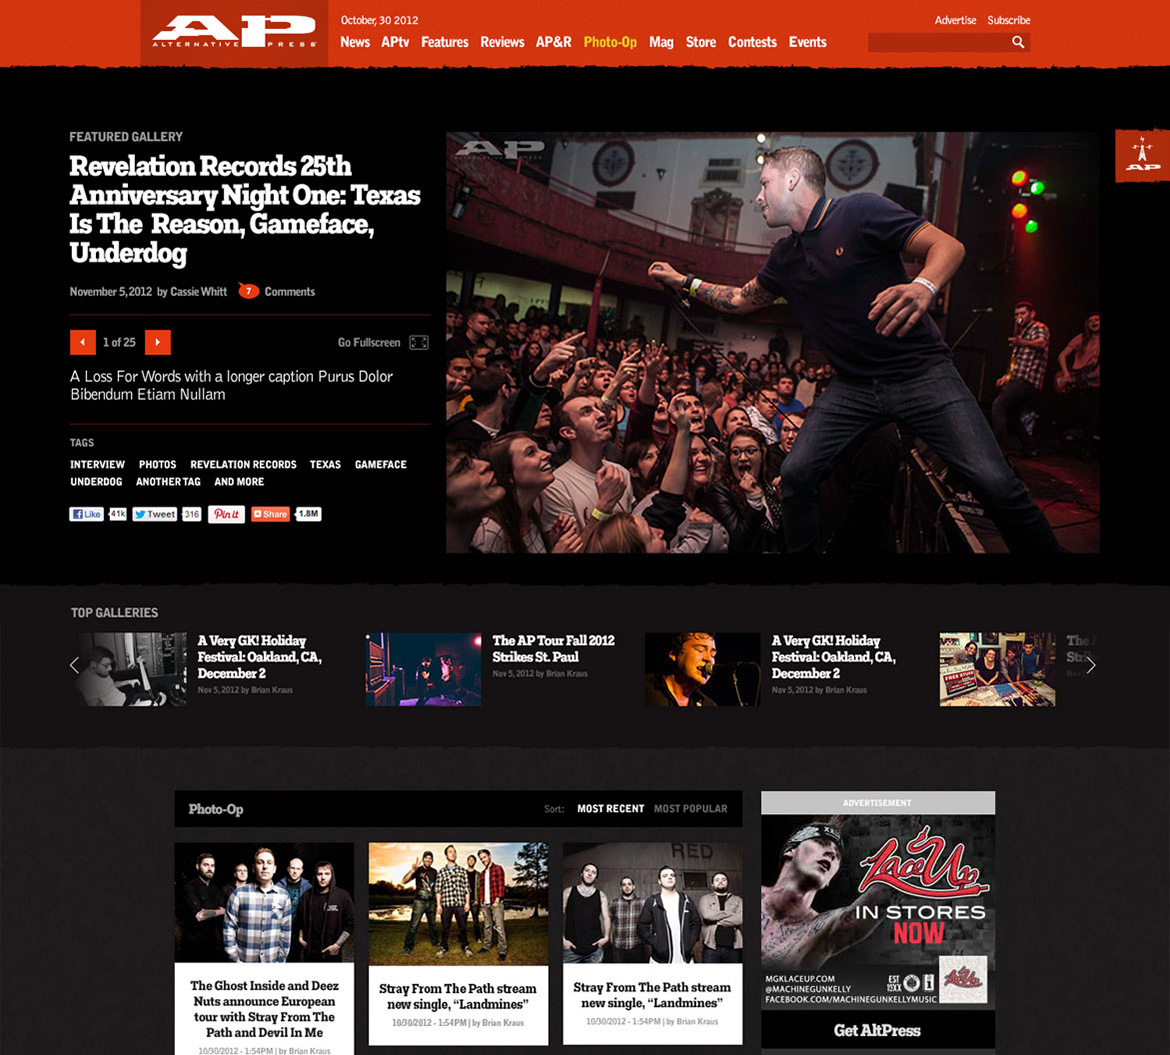 AP
ALTERNATIVE PRESS
October, 30 2012
Advertise Subscribe
News APtv Features Reviews AP&R Photo-Op Mag Store Contests Events
FEATURED GALLERY
Revelation Records 25th
Anniversary Night One: Texas
Is The Reason, Gameface,
Underdog
November 5,2012 by Cassie Whitt 7 Comments
1 of 25
Go Fullscreen
A Loss For Words with a longer caption Purus Dolor
Bibendum Etiam Nullam
TAGS
INTERVIEW PHOTOS REVELATION RECORDS TEXAS GAMEFACE
UNDERDOG ANOTHER TAG AND MORE
Like 41k Tweet 316 Pin it Share 1.8M
AP
ALTERNATIVE PRESS
AP
TOP GALLERIES
A Very GK! Holiday
Festival: Oakland, CA,
December 2
Nov 5, 2012 by Brian Kraus
The AP Tour Fall 2012
Strikes St. Paul
Nov 5, 2012 by Brian Kraus
A Very GK! Holiday
Festival: Oakland, CA,
December 2
Nov 5, 2012 by Brian Kraus
FREE STUFF
The
Photo-Op
Sort: MOST RECENT MOST POPULAR
The Ghost Inside and Deez
Nuts announce European
tour with Stray From The
Path and Devil In Me
10/30/2012 - 1:54PM | by Brian Kraus
Stray From The Path stream
new single, “Landmines”
10/30/2012 - 1:54PM | by Brian Kraus
RED
Stray From The Path stream
new single, “Landmines”
10/30/2012 - 1:54PM | by Brian Kraus
ADVERTISEMENT
Lace Up
IN STORES
NOW
MGKLACEUP.COM
@MACHINEGUNKELLY
FACEBOOK.COM/MACHINEGUNKELLYMUSIC
EST
19XX
Lace Up
Get AltPress